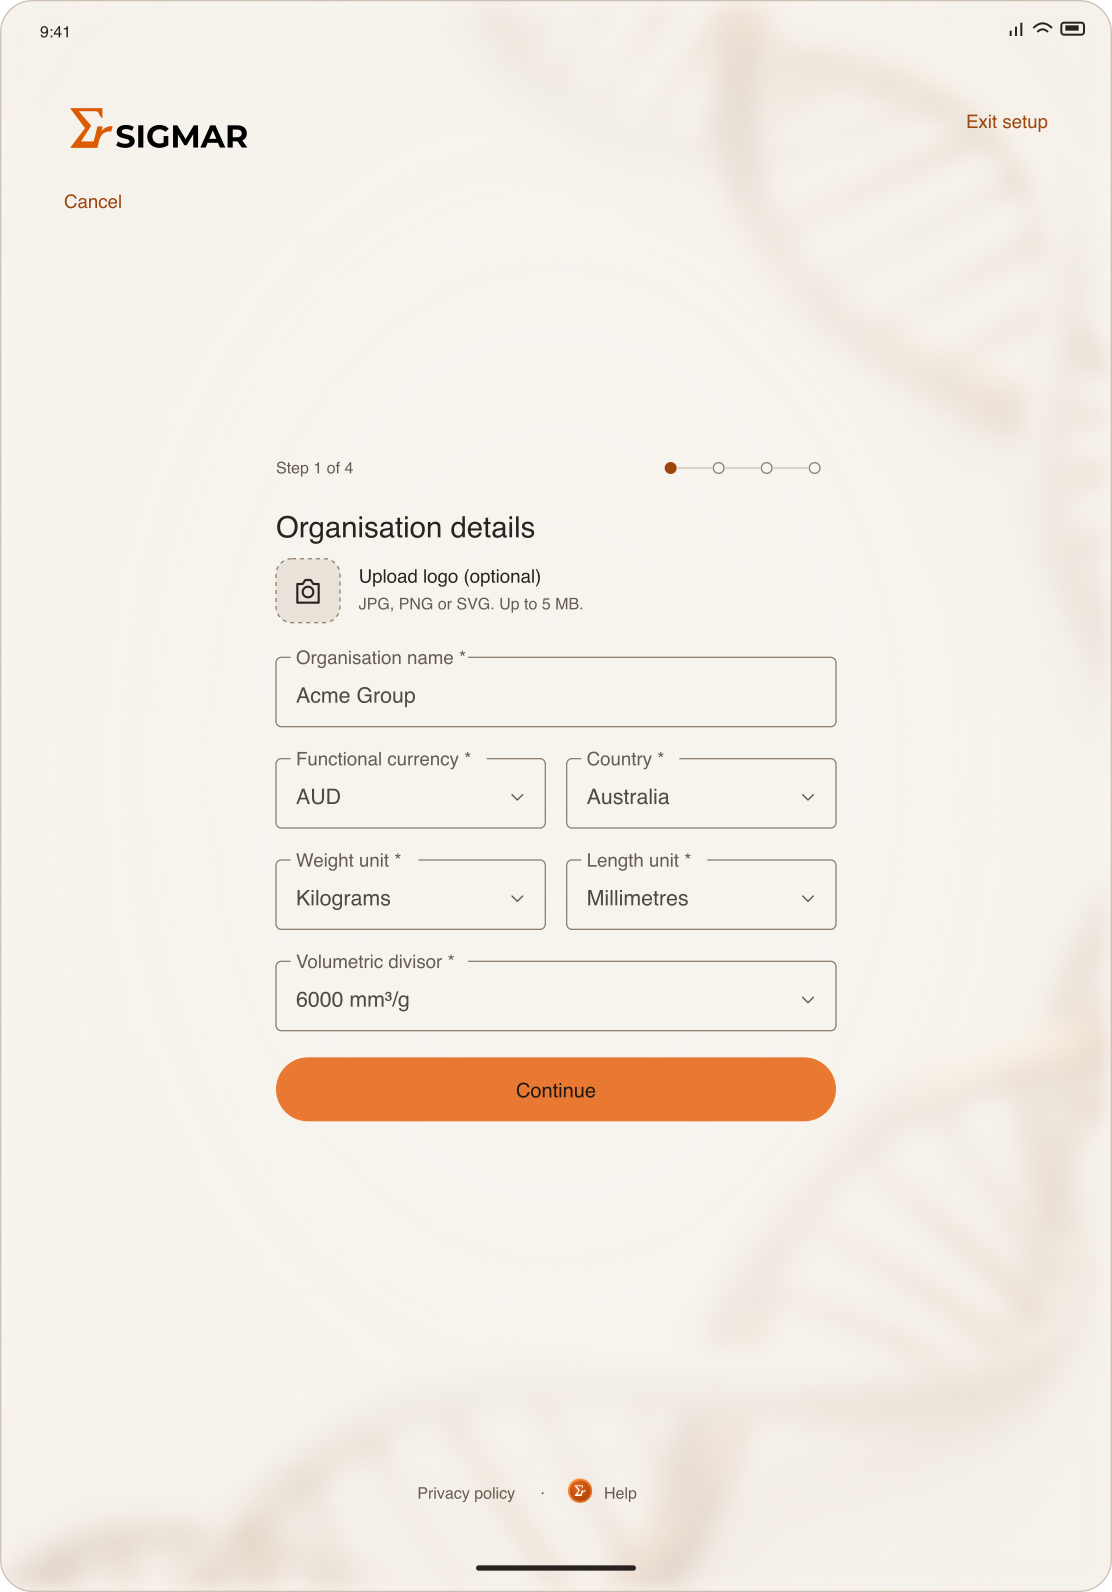 9:41
SIGMAR
Exit setup
Cancel
Step 1 of 4
Organisation details
Upload logo (optional)
JPG, PNG or SVG. Up to 5 MB.
Organisation name *
Acme Group
Functional currency *
Country *
AUD
Australia
Weight unit *
Length unit *
Kilograms
Millimetres
Volumetric divisor *
6000 mm³/g
Continue
Privacy policy · Help